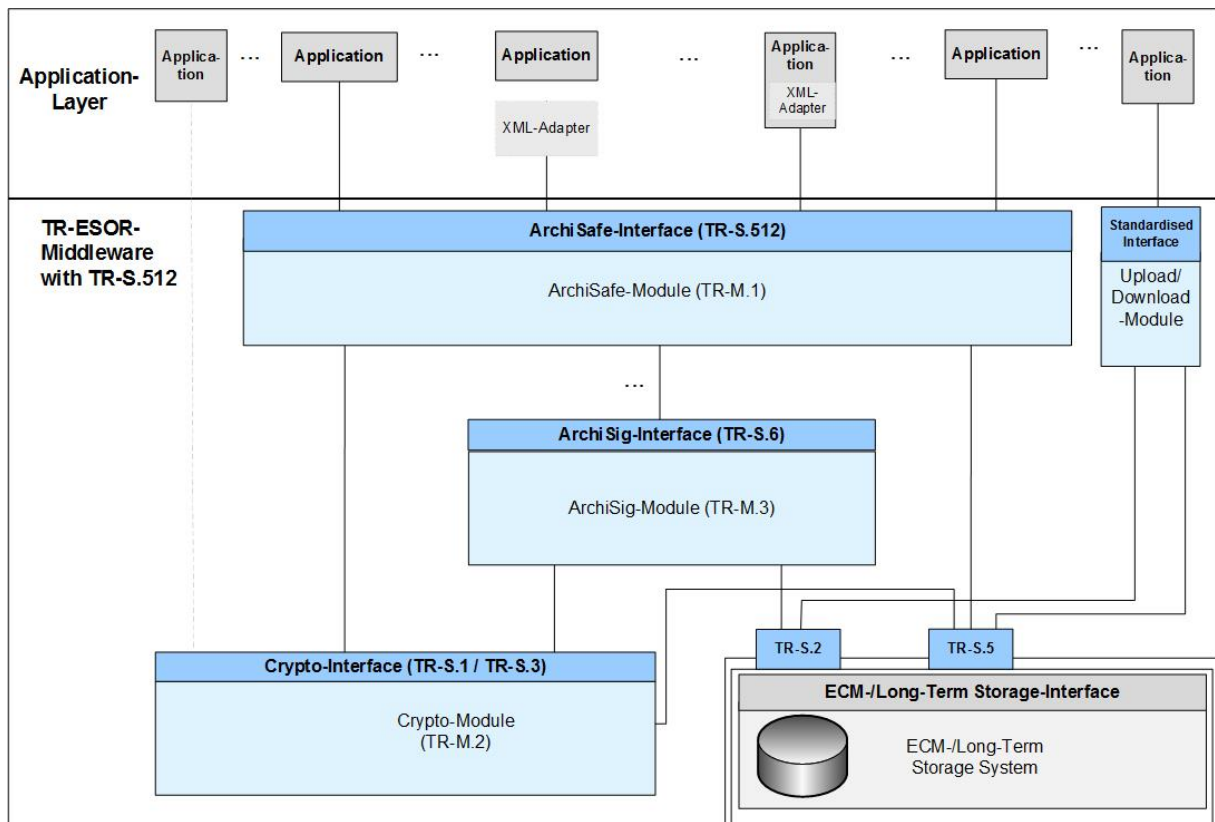 Applica-
tion
...
Application
...
Application
...
Applica-
tion
XML-
Adapter
...
Application
...
Applica-
tion
Application-
Layer
XML-Adapter
TR-ESOR-
Middleware
with TR-S.512
ArchiSafe-Interface (TR-S.512)
ArchiSafe-Module (TR-M.1)
Standardised
Interface
Upload/
Download
-Module
...
ArchiSig-Interface (TR-S.6)
ArchiSig-Module (TR-M.3)
TR-S.2
TR-S.5
Crypto-Interface (TR-S.1 / TR-S.3)
Crypto-Module
(TR-M.2)
ECM-/Long-Term Storage-Interface
ECM-/Long-Term
Storage System